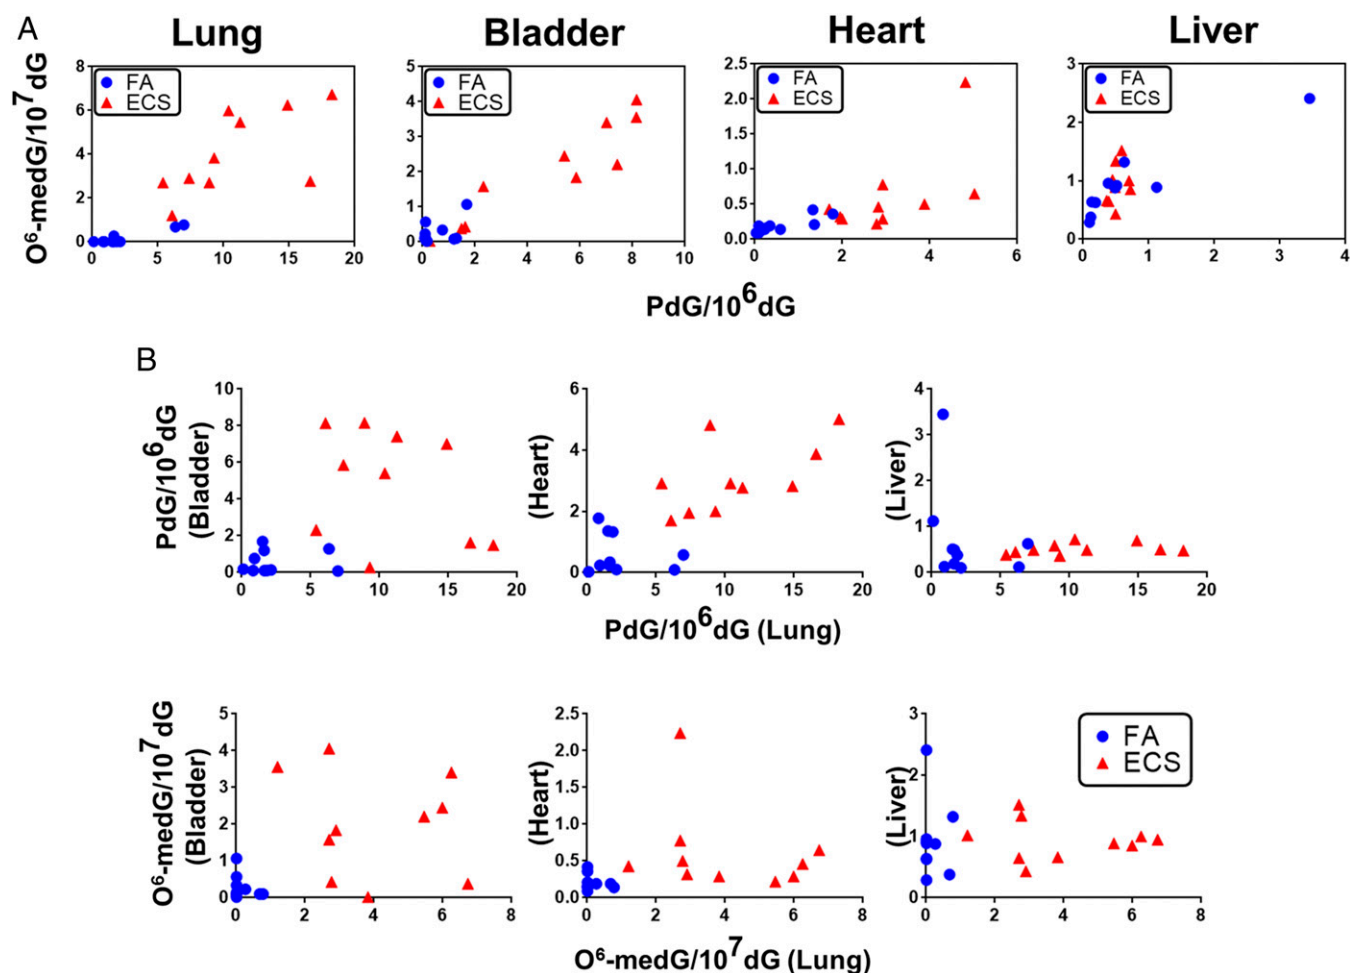 A
Lung
Bladder
Heart
Liver
O⁶-medG/10⁷dG
8
6
4
2
0
FA
ECS
0 5 10 15 20
5
4
3
2
1
0
FA
ECS
0 2 4 6 8 10
2.5
2.0
1.5
1.0
0.5
0.0
FA
ECS
0 2 4 6
3
2
1
0
FA
ECS
0 1 2 3 4
PdG/10⁶dG
B
PdG/10⁶dG
(Bladder)
10
8
6
4
2
0
0 5 10 15 20
(Heart)
6
4
2
0
0 5 10 15 20
(Liver)
4
3
2
1
0
0 5 10 15 20
PdG/10⁶dG (Lung)
O⁶-medG/10⁷dG
(Bladder)
5
4
3
2
1
0
0 2 4 6 8
(Heart)
2.5
2.0
1.5
1.0
0.5
0.0
0 2 4 6 8
(Liver)
3
2
1
0
0 2 4 6 8
FA
ECS
O⁶-medG/10⁷dG (Lung)